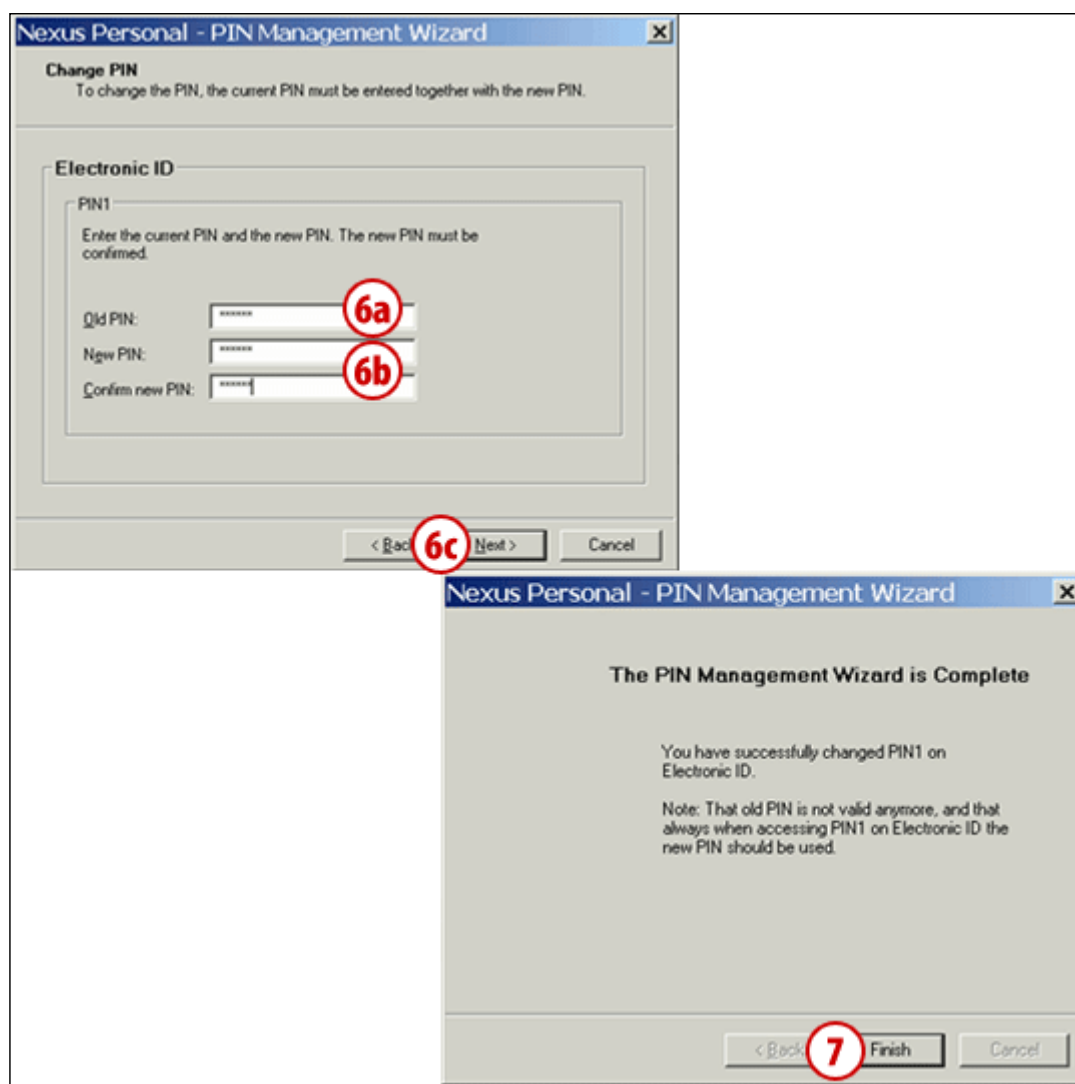 Nexus Personal - PIN Management Wizard
Change PIN
To change the PIN, the current PIN must be entered together with the new PIN.
Electronic ID
PIN1
Enter the current PIN and the new PIN. The new PIN must be
confirmed.
Old PIN: ****** 6a
New PIN: ******
6b
Confirm new PIN: ******
< Bac 6c Next > Cancel
Nexus Personal - PIN Management Wizard
The PIN Management Wizard is Complete
You have successfully changed PIN1 on
Electronic ID.
Note: That old PIN is not valid anymore, and that
always when accessing PIN1 on Electronic ID the
new PIN should be used.
< Back 7 Finish Cancel